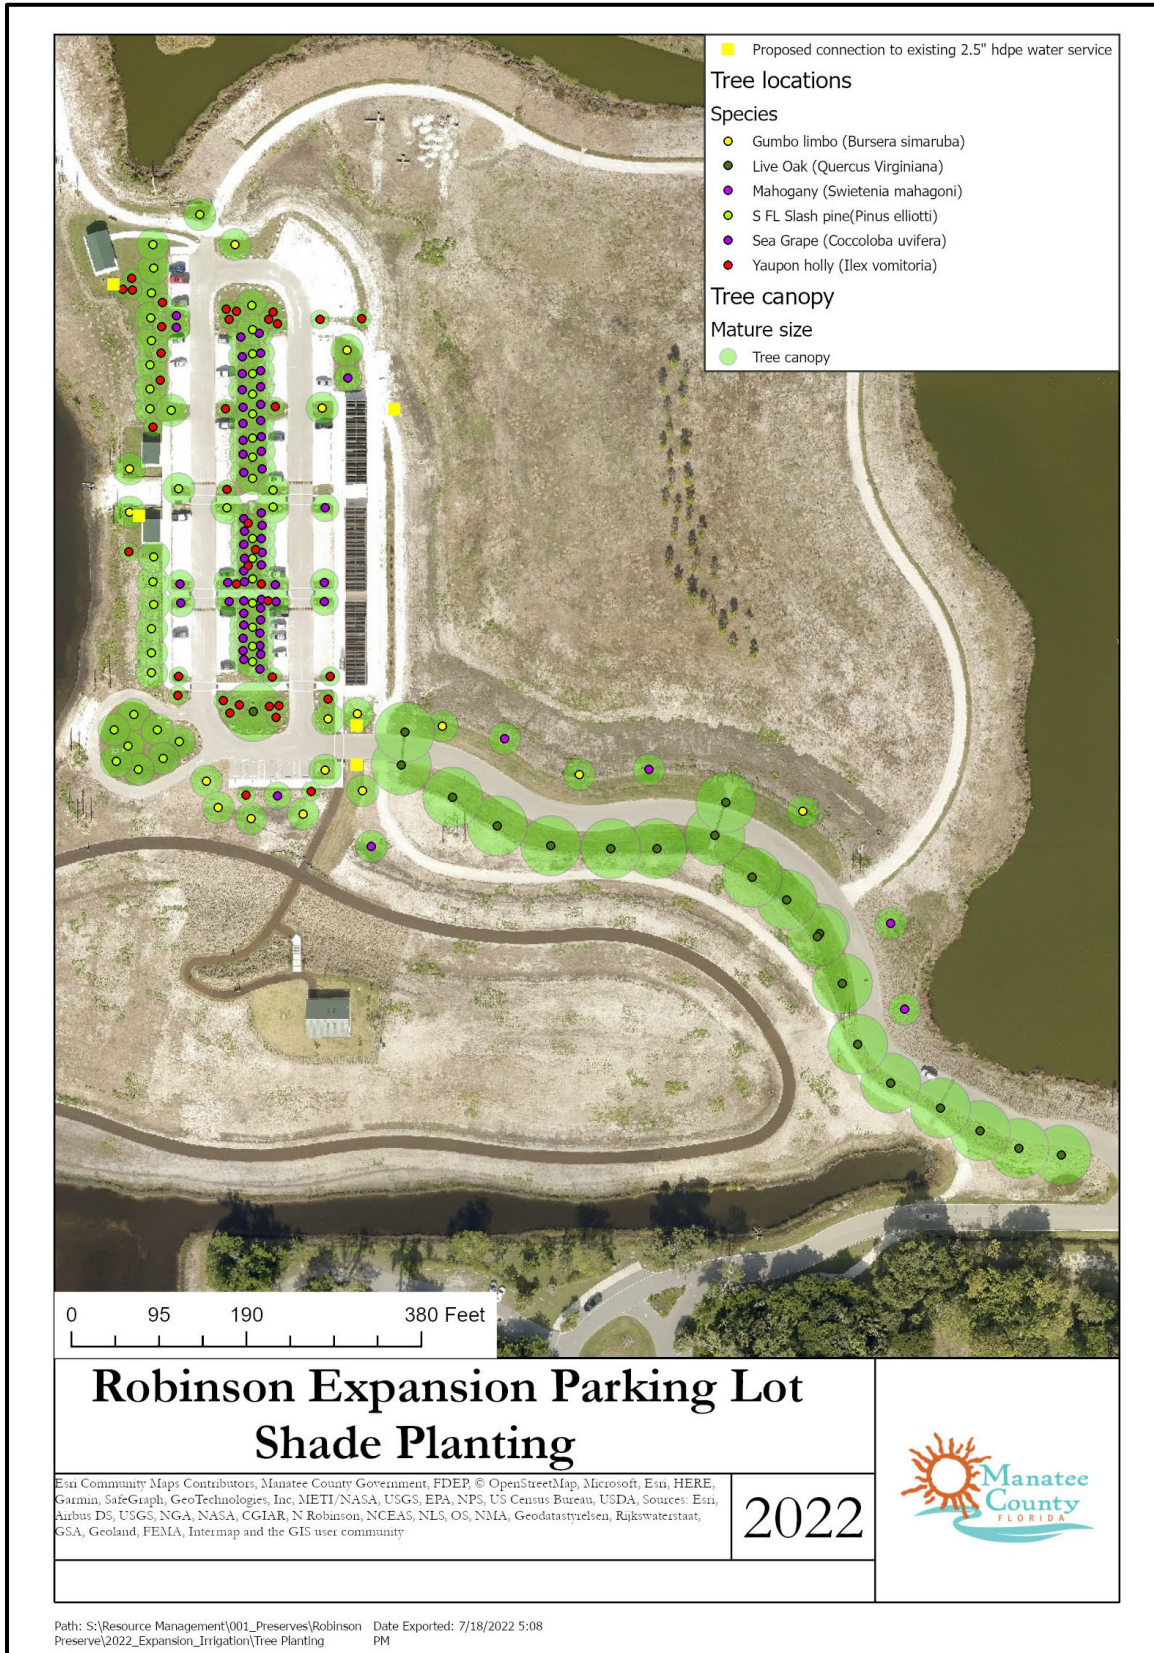 Proposed connection to existing 2.5" hdpe water service
Tree locations
Species
Gumbo limbo (Bursera simaruba)
Live Oak (Quercus Virginiana)
Mahogany (Swietenia mahagoni)
S FL Slash pine(Pinus elliotti)
Sea Grape (Coccoloba uvifera)
Yaupon holly (Ilex vomitoria)
Tree canopy
Mature size
Tree canopy
0 95 190 380 Feet
Robinson Expansion Parking Lot
Shade Planting
Esri Community Maps Contributors, Manatee County Government, FDEP, © OpenStreetMap, Microsoft, Esri, HERE,
Garmin, SafeGraph, GeoTechnologies, Inc, METI/NASA, USGS, EPA, NPS, US Census Bureau, USDA, Sources: Esri,
Airbus DS, USGS, NGA, NASA, CGIAR, N Robinson, NCEAS, NLS, OS, NMA, Geodatastyrelsen, Rijkswaterstaat,
GSA, Geoland, FEMA, Intermap and the GIS user community
2022
Manatee
County
FLORIDA
Path: S:\Resource Management\001_Preserves\Robinson
Preserve\2022_Expansion_Irrigation\Tree Planting
Date Exported: 7/18/2022 5:08
PM